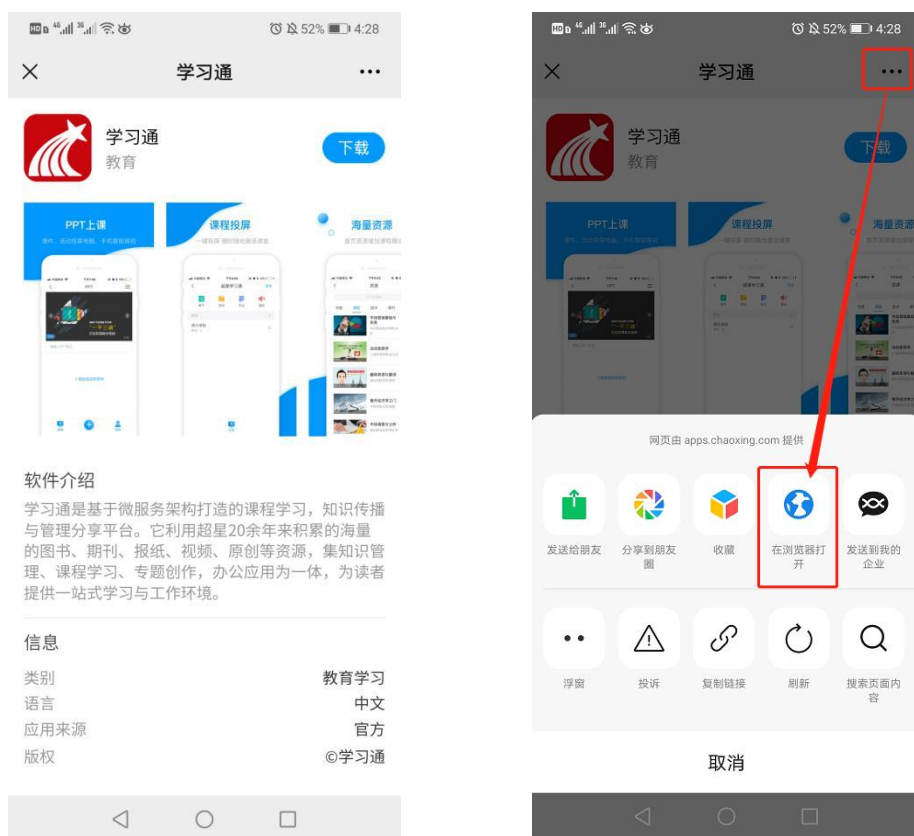 52% 4:28
学习通
学习通
教育
下载
PPT上课
课程投屏
海量资源
软件介绍
学习通是基于微服务架构打造的课程学习，知识传播
与管理分享平台。它利用超星20余年来积累的海量
的图书、期刊、报纸、视频、原创等资源，集知识管
理、课程学习、专题创作，办公应用为一体，为读者
提供一站式学习与工作环境。
信息
类别 教育学习
语言 中文
应用来源 官方
版权 ©学习通
52% 4:28
学习通
学习通
教育
下载
PPT上课
课程投屏
海量资源
网页由 apps.chaoxing.com 提供
发送给朋友
分享到朋友
圈
收藏
在浏览器打
开
发送到我的
企业
浮窗
投诉
复制链接
刷新
搜索页面内
容
取消